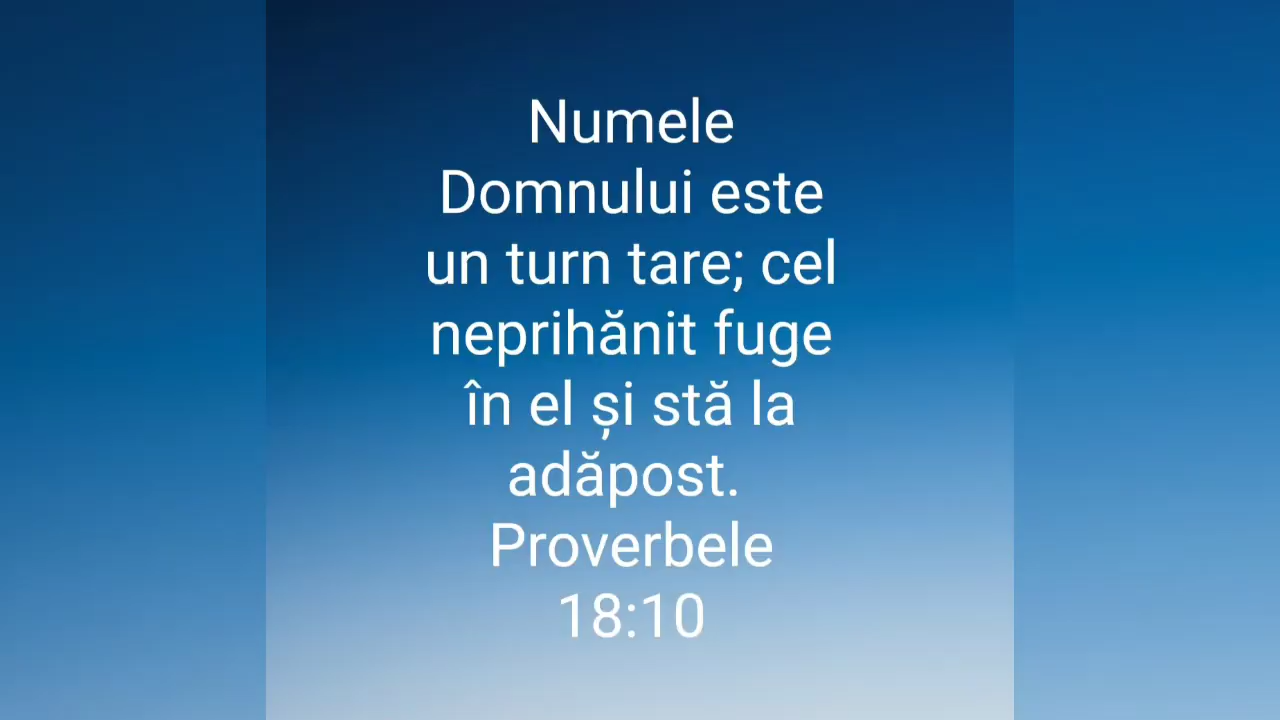 Numele
Domnului este
un turn tare; cel
neprihănit fuge
în el și stă la
adăpost.
Proverbele
18:10